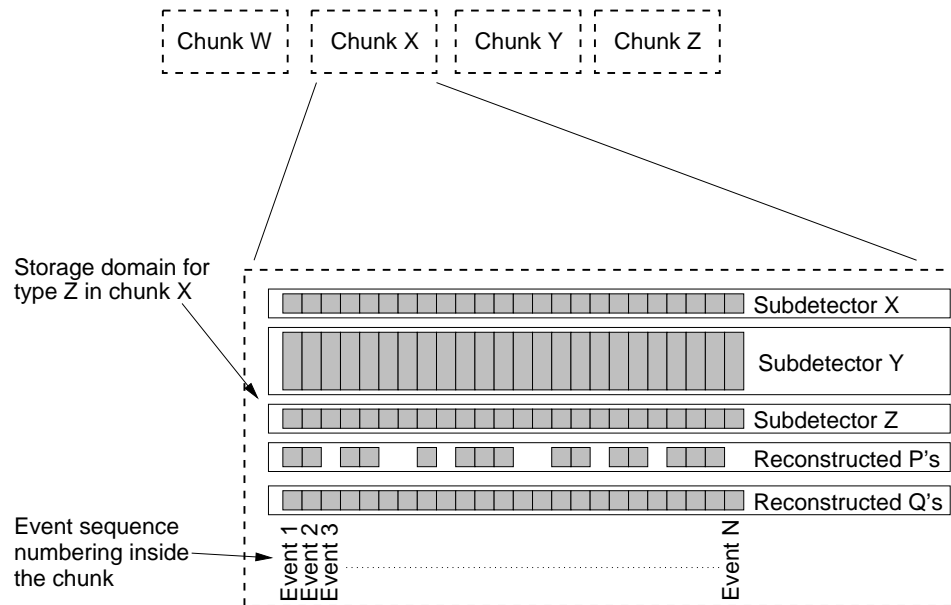 Chunk W
Chunk X
Chunk Y
Chunk Z
Storage domain for
type Z in chunk X
Subdetector X
Subdetector Y
Subdetector Z
Reconstructed P's
Reconstructed Q's
Event sequence
numbering inside
the chunk
Event 1
Event 2
Event 3
Event N